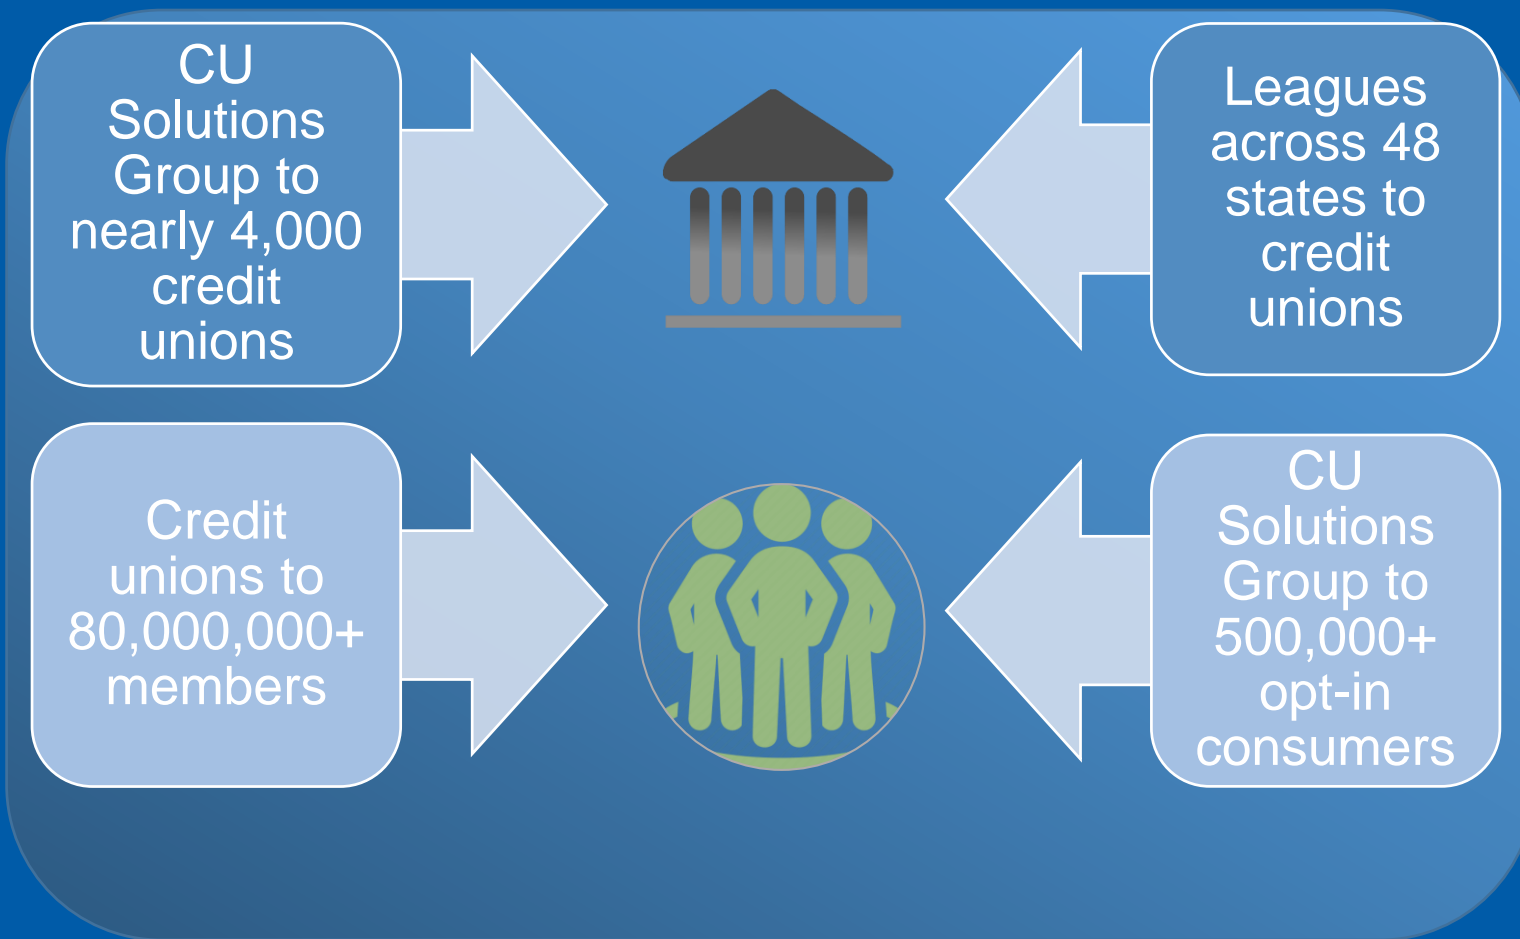 CU
Solutions
Group to
nearly 4,000
credit
unions
Leagues
across 48
states to
credit
unions
Credit
unions to
80,000,000+
members
CU
Solutions
Group to
500,000+
opt-in
consumers